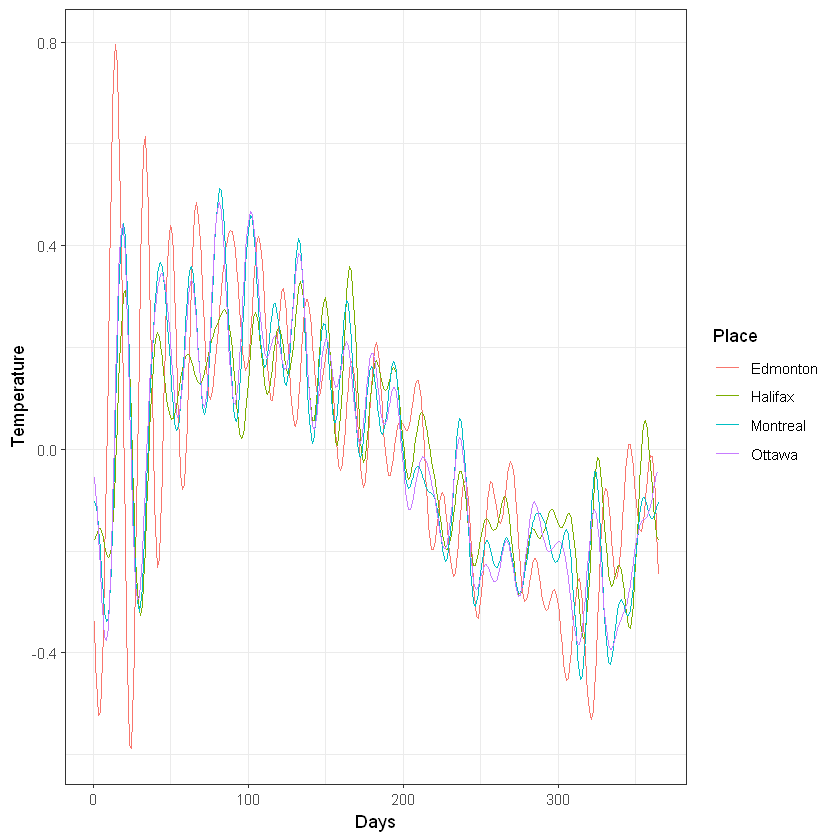 0.8
0.4
0.0
-0.4
Temperature
0
100
200
300
Days
Place
Edmonton
Halifax
Montreal
Ottawa